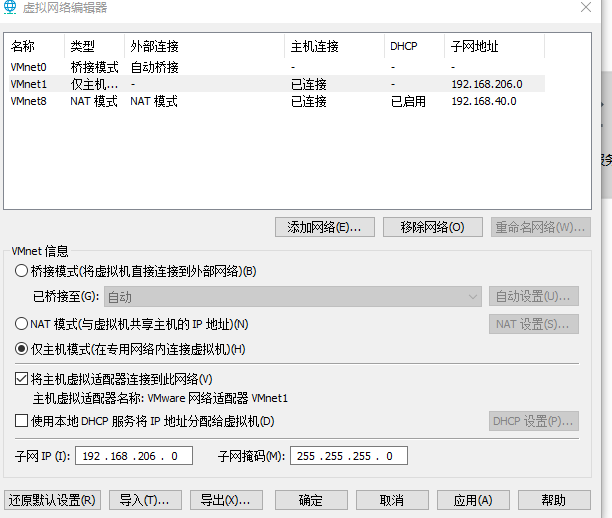 虚拟网络编辑器
名称 类型 外部连接 主机连接 DHCP 子网地址
VMnet0 桥接模式 自动桥接 - - -
VMnet1 仅主机... - 已连接 - 192.168.206.0
VMnet8 NAT 模式 NAT 模式 已连接 已启用 192.168.40.0
添加网络(E)... 移除网络(O) 重命名网络(W)...
VMnet 信息
桥接模式(将虚拟机直接连接到外部网络)(B)
已桥接至(G): 自动 自动设置(U)...
NAT 模式(与虚拟机共享主机的 IP 地址)(N) NAT 设置(S)...
仅主机模式(在专用网络内连接虚拟机)(H)
将主机虚拟适配器连接到此网络(V)
主机虚拟适配器名称: VMware 网络适配器 VMnet1
使用本地 DHCP 服务将 IP 地址分配给虚拟机(D) DHCP 设置(P)...
子网 IP (I): 192 . 168 . 206 . 0 子网掩码(M): 255 . 255 . 255 . 0
还原默认设置(R) 导入(T)... 导出(X)... 确定 取消 应用(A) 帮助